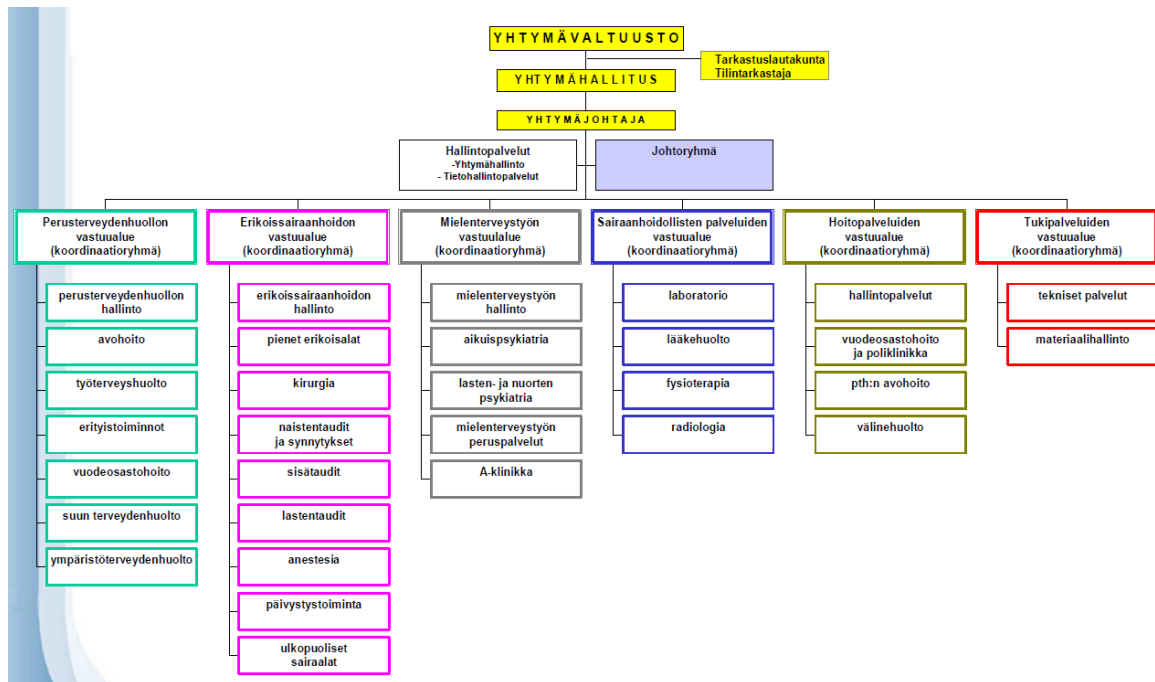 YHTYMÄVALTUUSTO
Tarkastuslautakunta
Tilintarkastaja
YHTYMÄHALLITUS
YHTYMÄJOHTAJA
Hallintopalvelut
-Yhtymähallinto
- Tietohallintopalvelut
Johtoryhmä
Perusterveydenhuollon
vastuualue
(koordinaatioryhmä)
perusterveydenhuollon
hallinto
avohoito
työterveyshuolto
erityistoiminnot
vuodeosastohoito
suun terveydenhuolto
ympäristöterveydenhuolto
Erikoissairaanhoidon
vastuualue
(koordinaatioryhmä)
erikoissairaanhoidon
hallinto
pienet erikoisalat
kirurgia
naistentaudit
ja synnytykset
sisätaudit
lastentaudit
anestesia
päivystystoiminta
ulkopuoliset
sairaalat
Mielenterveystyön
vastuulalue
(koordinaatioryhmä)
mielenterveystyön
hallinto
aikuispsykiatria
lasten- ja nuorten
psykiatria
mielenterveystyön
peruspalvelut
A-klinikka
Sairaanhoidollisten palveluiden
vastuualue
(koordinaatioryhmä)
laboratorio
lääkehuolto
fysioterapia
radiologia
Hoitopalveluiden
vastuualue
(koordinaatioryhmä)
hallintopalvelut
vuodeosastohoito
ja poliklinikka
pth:n avohoito
välinehuolto
Tukipalveluiden
vastuualue
(koordinaatioryhmä)
tekniset palvelut
materiaalihallinto